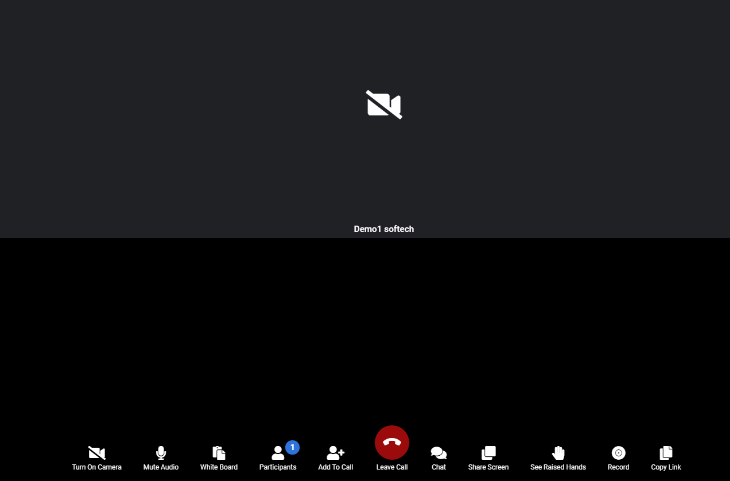 Demo1 softech
1
Turn On Camera
Mute Audio
White Board
Participants
Add To Call
Leave Call
Chat
Share Screen
See Raised Hands
Record
Copy Link